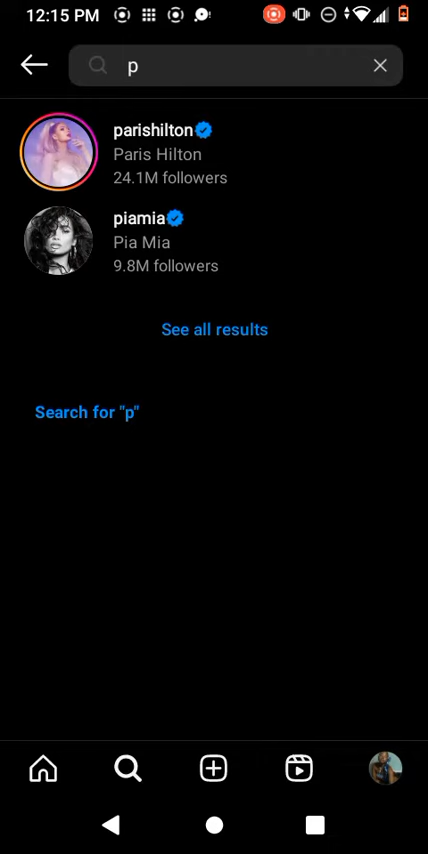 12:15 PM
p
parishilton
Paris Hilton
24.1M followers
piamia
Pia Mia
9.8M followers
See all results
Search for "p"